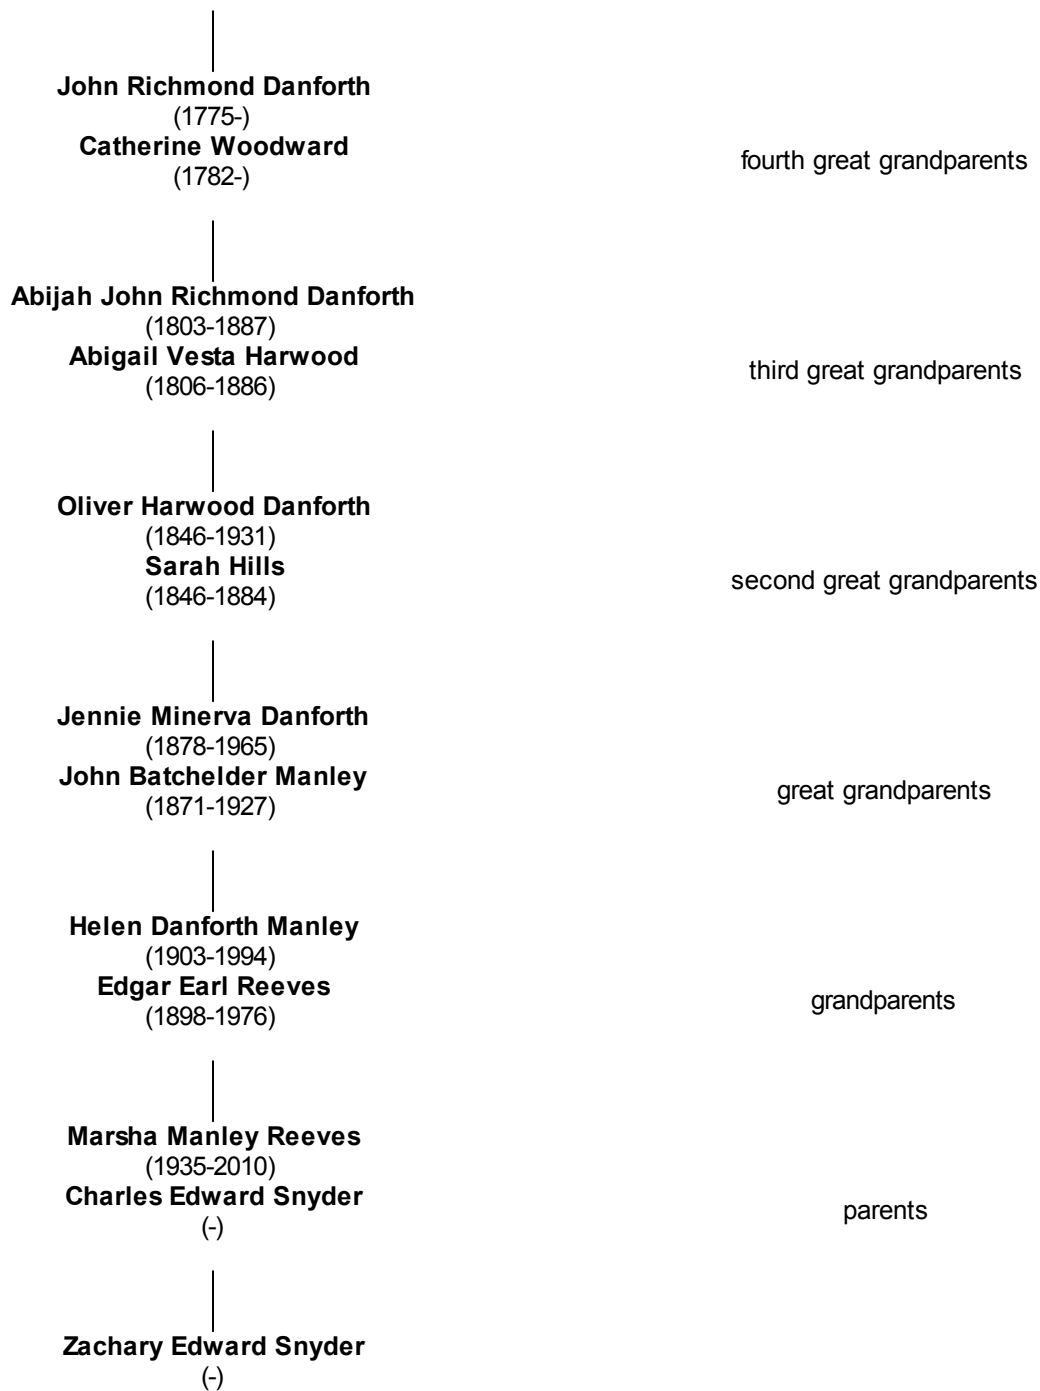 John Richmond Danforth
(1775-)
Catherine Woodward
(1782-)
fourth great grandparents
Abijah John Richmond Danforth
(1803-1887)
Abigail Vesta Harwood
(1806-1886)
third great grandparents
Oliver Harwood Danforth
(1846-1931)
Sarah Hills
(1846-1884)
second great grandparents
Jennie Minerva Danforth
(1878-1965)
John Batchelder Manley
(1871-1927)
great grandparents
Helen Danforth Manley
(1903-1994)
Edgar Earl Reeves
(1898-1976)
grandparents
Marsha Manley Reeves
(1935-2010)
Charles Edward Snyder
(-)
parents
Zachary Edward Snyder
(-)